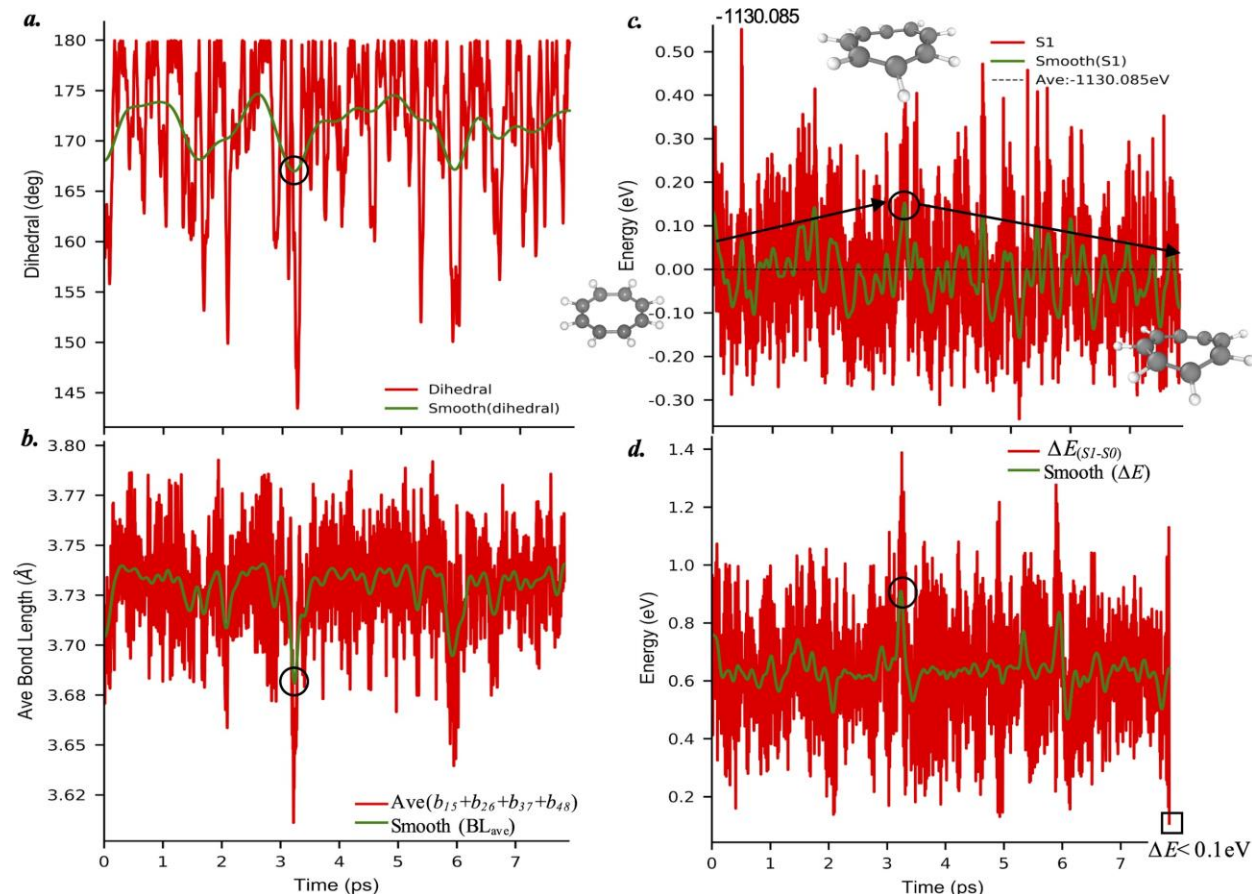 a.
180
175
170
165
160
155
150
145
Dihedral (deg)
Dihedral
Smooth(dihedral)
b.
3.80
3.77
3.75
3.73
3.70
3.68
3.65
3.62
Ave Bond Length (Å)
Ave(b15+b26+b37+b48)
Smooth (BLave)
0 1 2 3 4 5 6 7
Time (ps)
c.
-1130.085
0.50
0.40
0.30
0.20
0.10
0.00
-0.10
-0.20
-0.30
Energy (eV)
S1
Smooth(S1)
Ave:-1130.085eV
d.
1.4
1.2
1.0
0.8
0.6
0.4
0.2
Energy (eV)
ΔE(S1-S0)
Smooth (ΔE)
ΔE< 0.1eV
0 1 2 3 4 5 6 7
Time (ps)